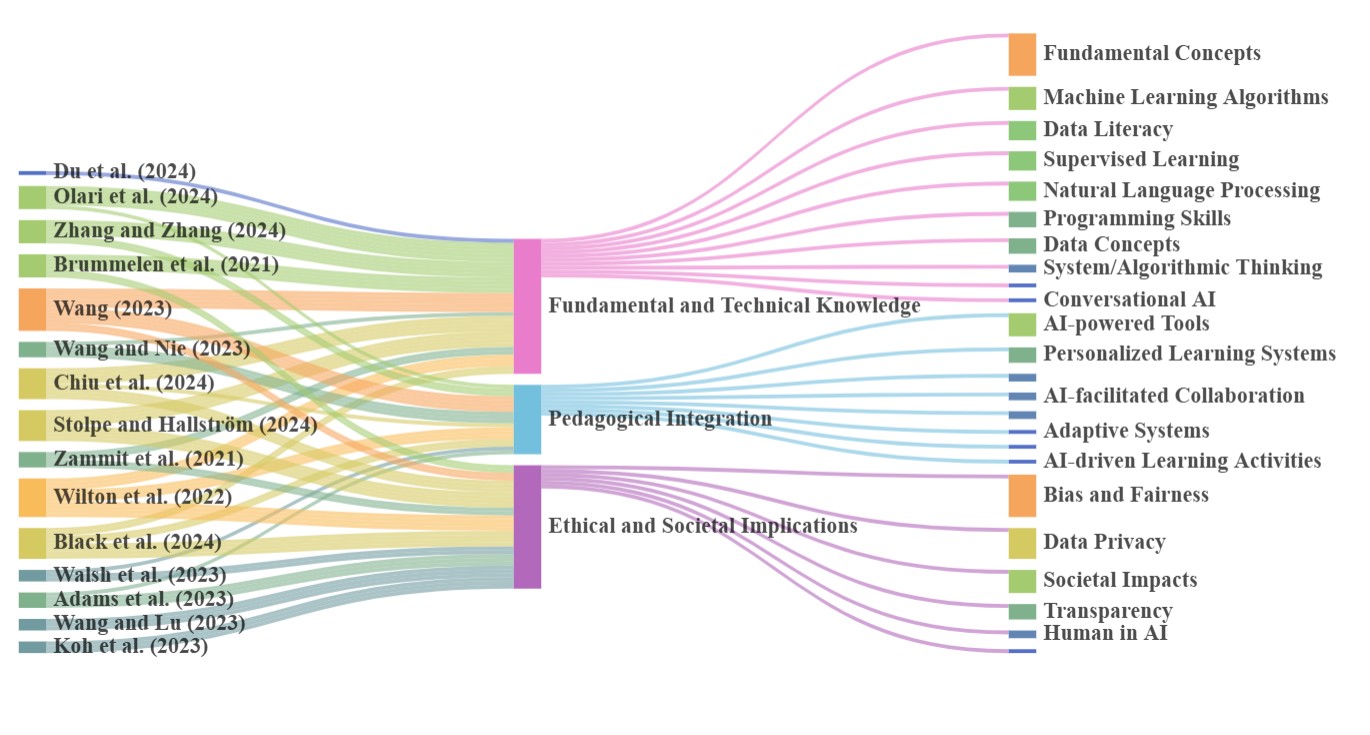 Du et al. (2024)
Olari et al. (2024)
Zhang and Zhang (2024)
Brummelen et al. (2021)
Wang (2023)
Wang and Nie (2023)
Chiu et al. (2024)
Stolpe and Hallström (2024)
Zammit et al. (2021)
Wilton et al. (2022)
Black et al. (2024)
Walsh et al. (2023)
Adams et al. (2023)
Wang and Lu (2023)
Koh et al. (2023)
Fundamental and Technical Knowledge
Pedagogical Integration
Ethical and Societal Implications
Fundamental Concepts
Machine Learning Algorithms
Data Literacy
Supervised Learning
Natural Language Processing
Programming Skills
Data Concepts
System/Algorithmic Thinking
Conversational AI
AI-powered Tools
Personalized Learning Systems
AI-facilitated Collaboration
Adaptive Systems
AI-driven Learning Activities
Bias and Fairness
Data Privacy
Societal Impacts
Transparency
Human in AI